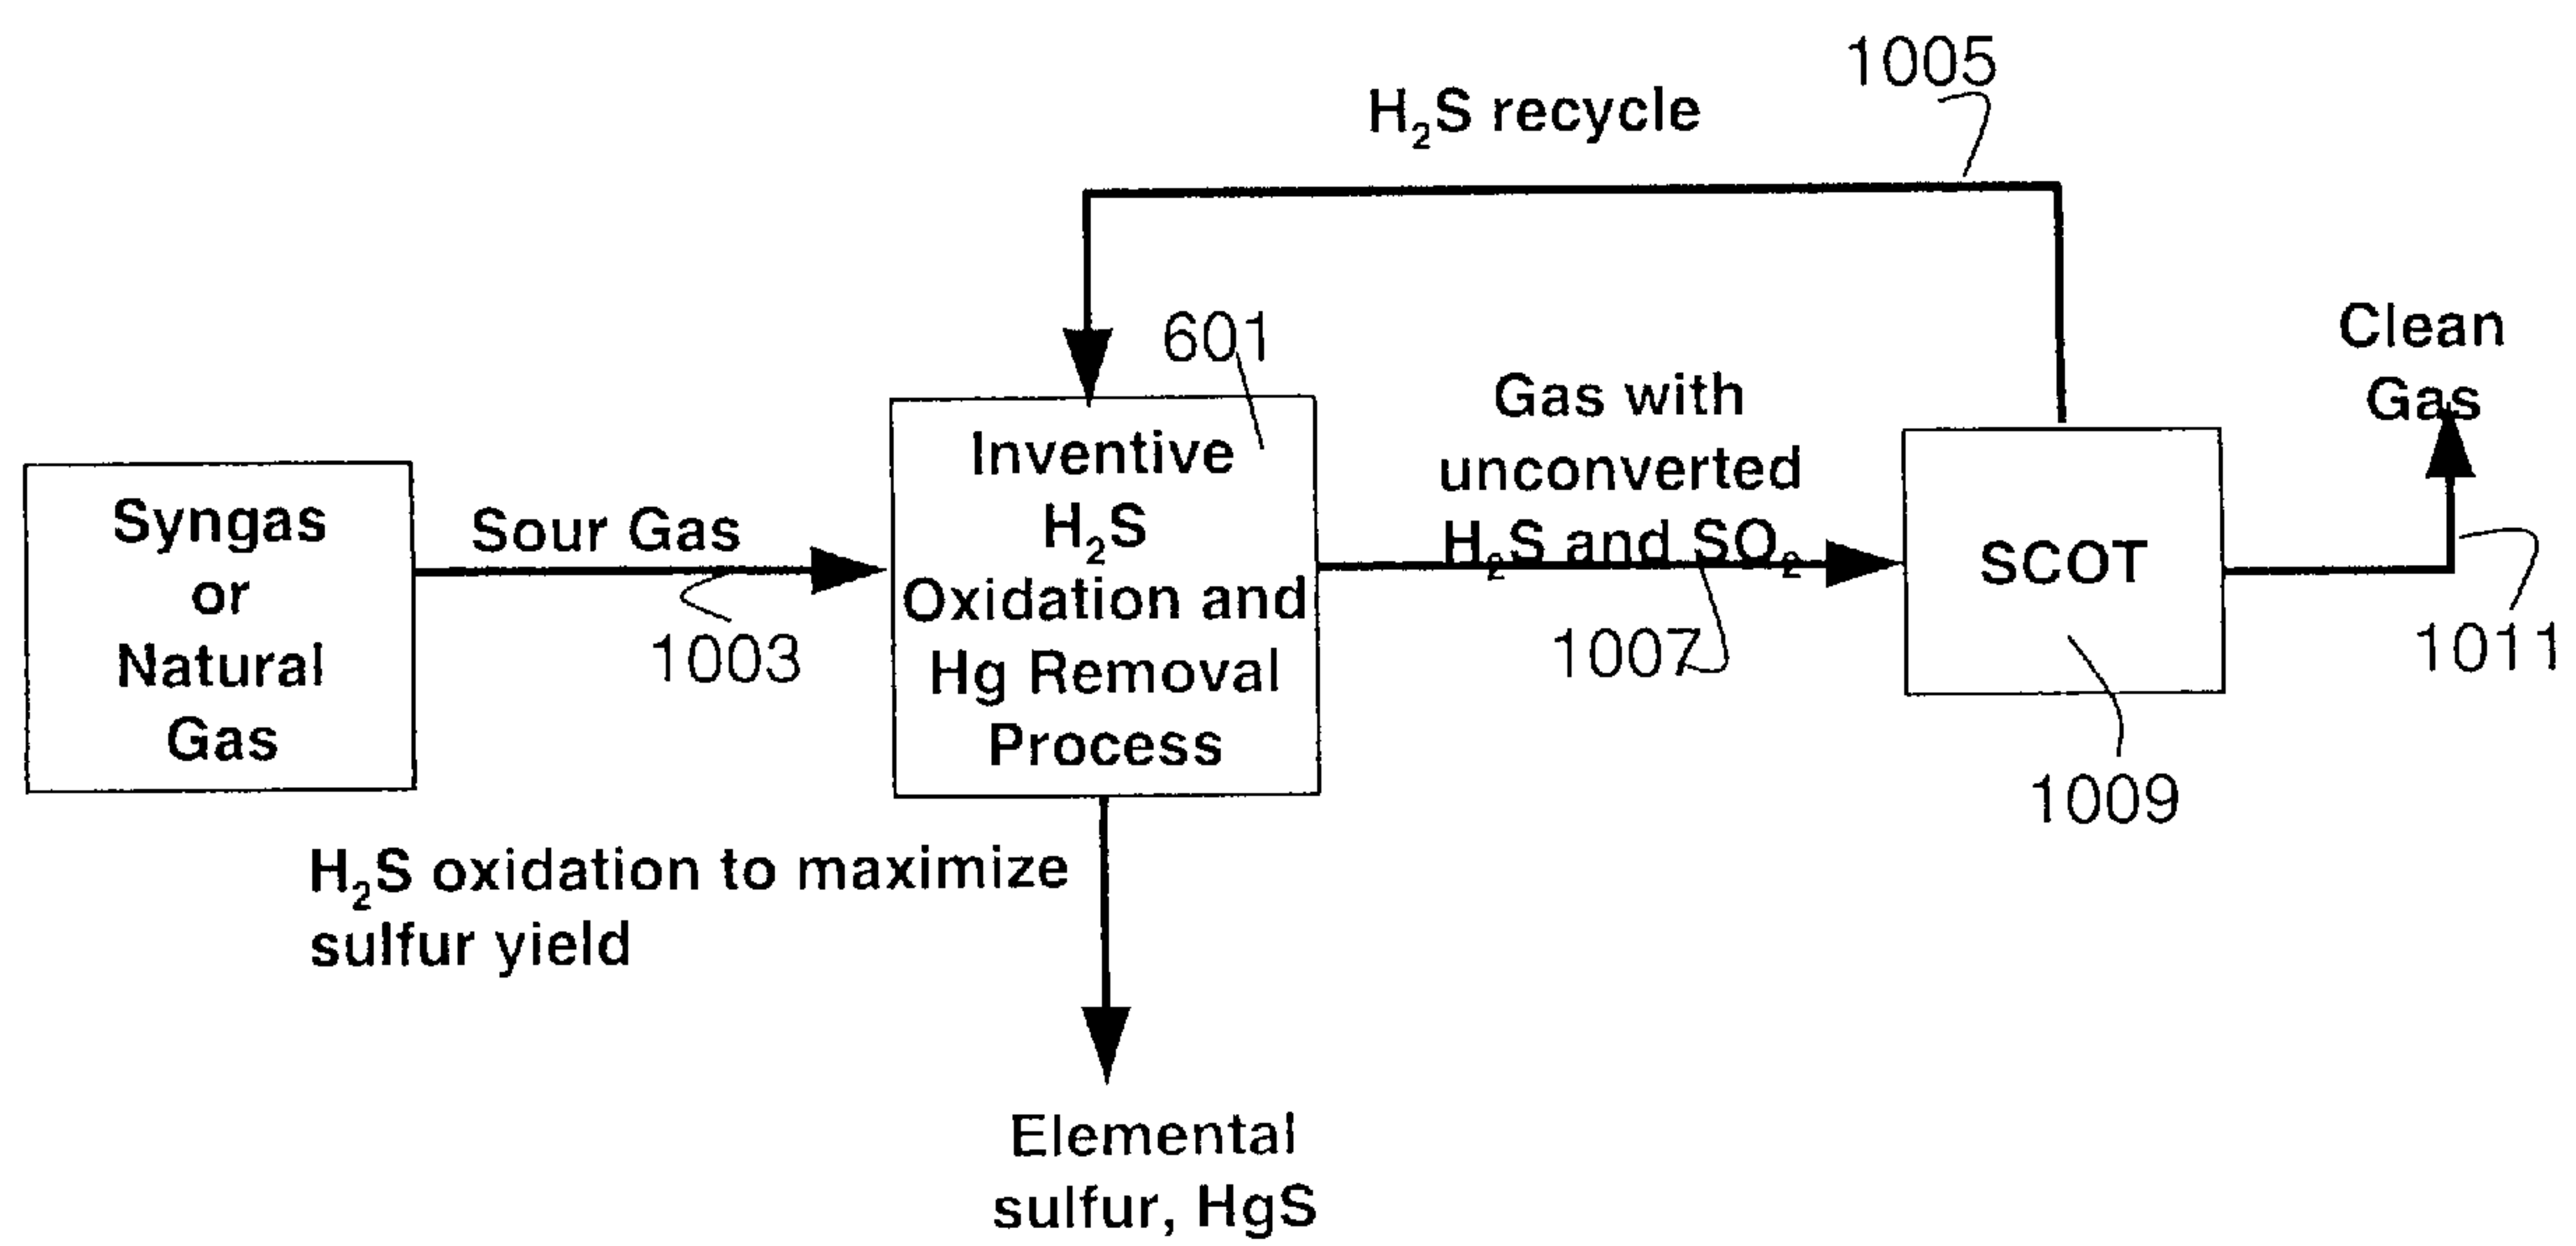 1005
H₂S recycle
601
Clean
Gas
Gas with
unconverted
H₂S and SO₂
Syngas
or
Natural
Gas
Sour Gas
1003
Inventive
H₂S
Oxidation and
Hg Removal
Process
1007
SCOT
1009
1011
H₂S oxidation to maximize
sulfur yield
Elemental
sulfur, HgS